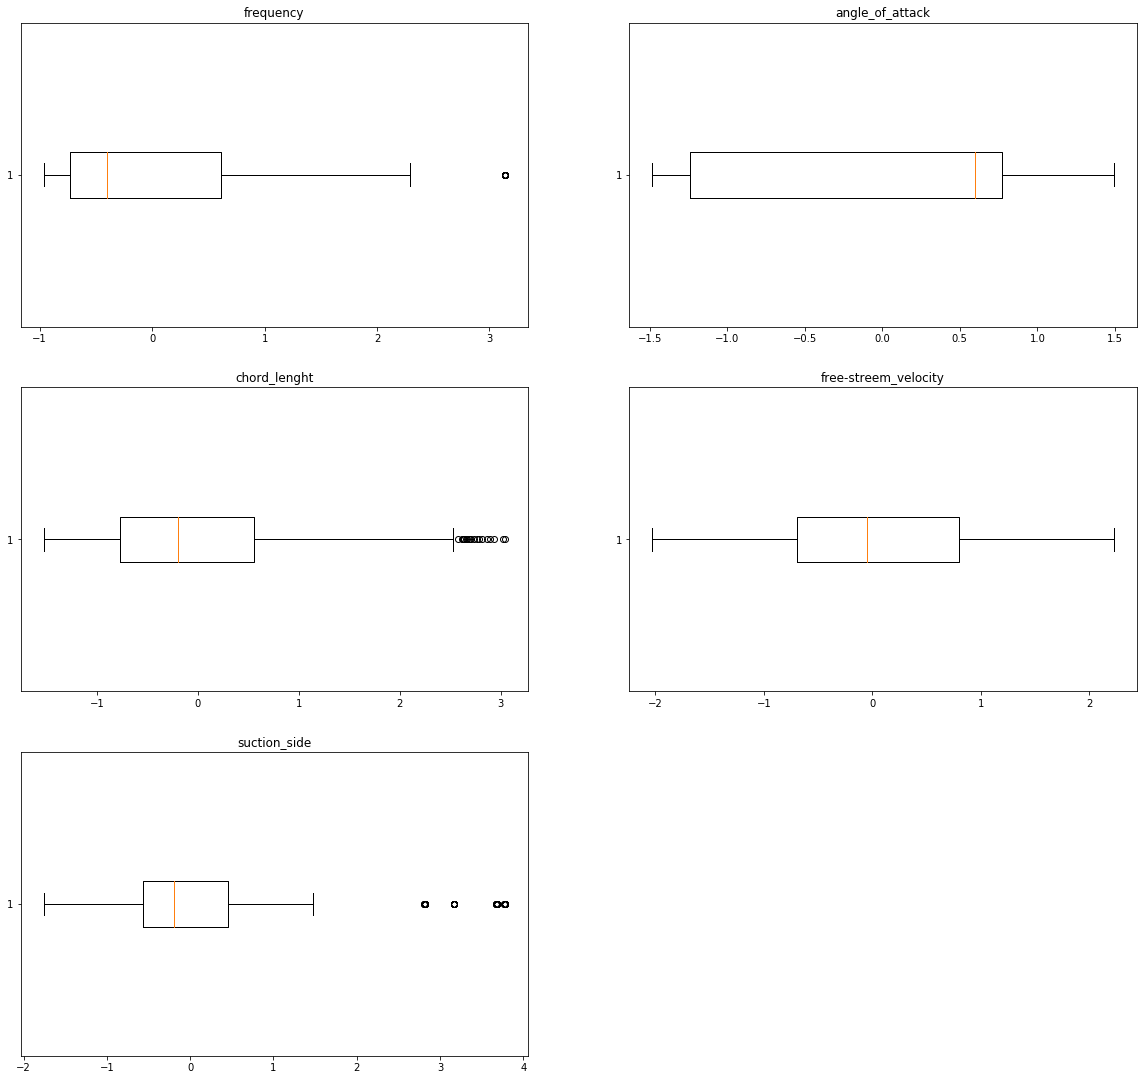 frequency
1
−1 0 1 2 3
angle_of_attack
1
−1.5 −1.0 −0.5 0.0 0.5 1.0 1.5
chord_lenght
1
−1 0 1 2 3
free-streem_velocity
1
−2 −1 0 1 2
suction_side
1
−2 −1 0 1 2 3 4